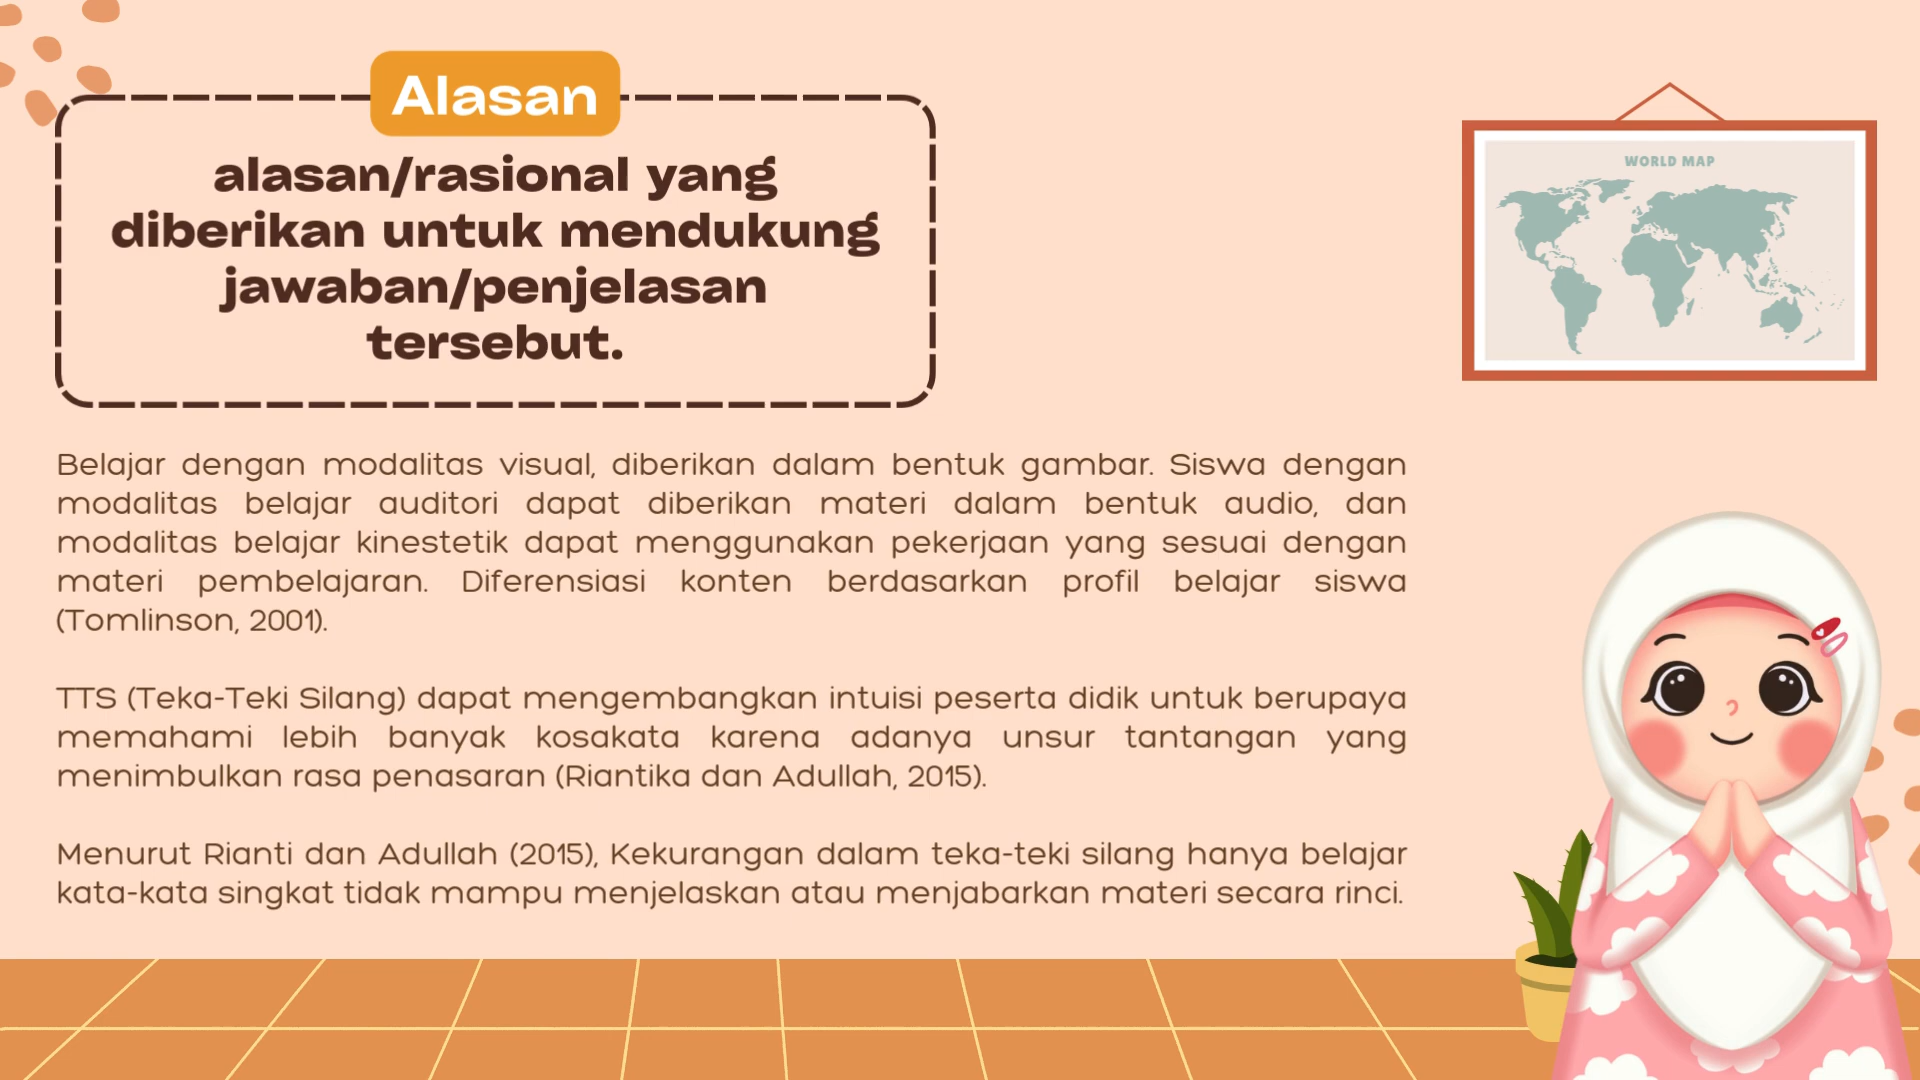 Alasan
alasan/rasional yang
diberikan untuk mendukung
jawaban/penjelasan
tersebut.
WORLD MAP
Belajar dengan modalitas visual, diberikan dalam bentuk gambar. Siswa dengan
modalitas belajar auditori dapat diberikan materi dalam bentuk audio, dan
modalitas belajar kinestetik dapat menggunakan pekerjaan yang sesuai dengan
materi pembelajaran. Diferensiasi konten berdasarkan profil belajar siswa
(Tomlinson, 2001).
TTS (Teka-Teki Silang) dapat mengembangkan intuisi peserta didik untuk berupaya
memahami lebih banyak kosakata karena adanya unsur tantangan yang
menimbulkan rasa penasaran (Riantika dan Adullah, 2015).
Menurut Rianti dan Adullah (2015), Kekurangan dalam teka-teki silang hanya belajar
kata-kata singkat tidak mampu menjelaskan atau menjabarkan materi secara rinci.